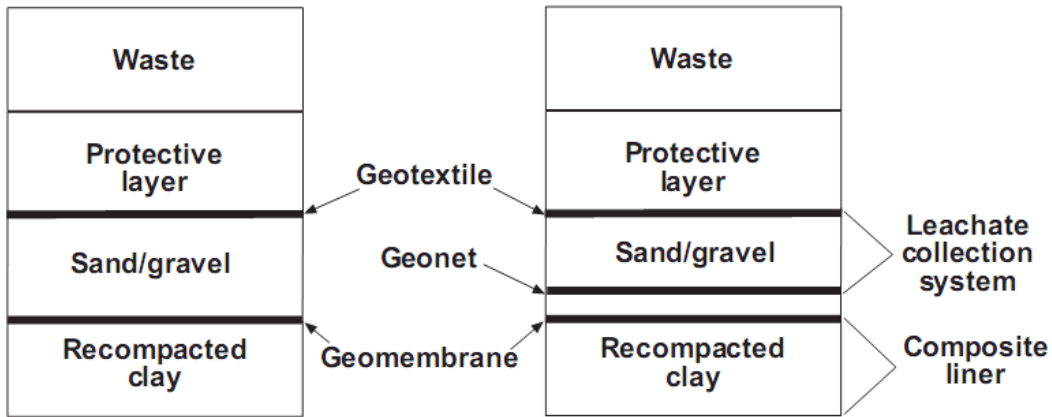 Waste
Protective
layer
Sand/gravel
Recompacted
clay
Geotextile
Geonet
Geomembrane
Waste
Protective
layer
Sand/gravel
Recompacted
clay
Leachate
collection
system
Composite
liner